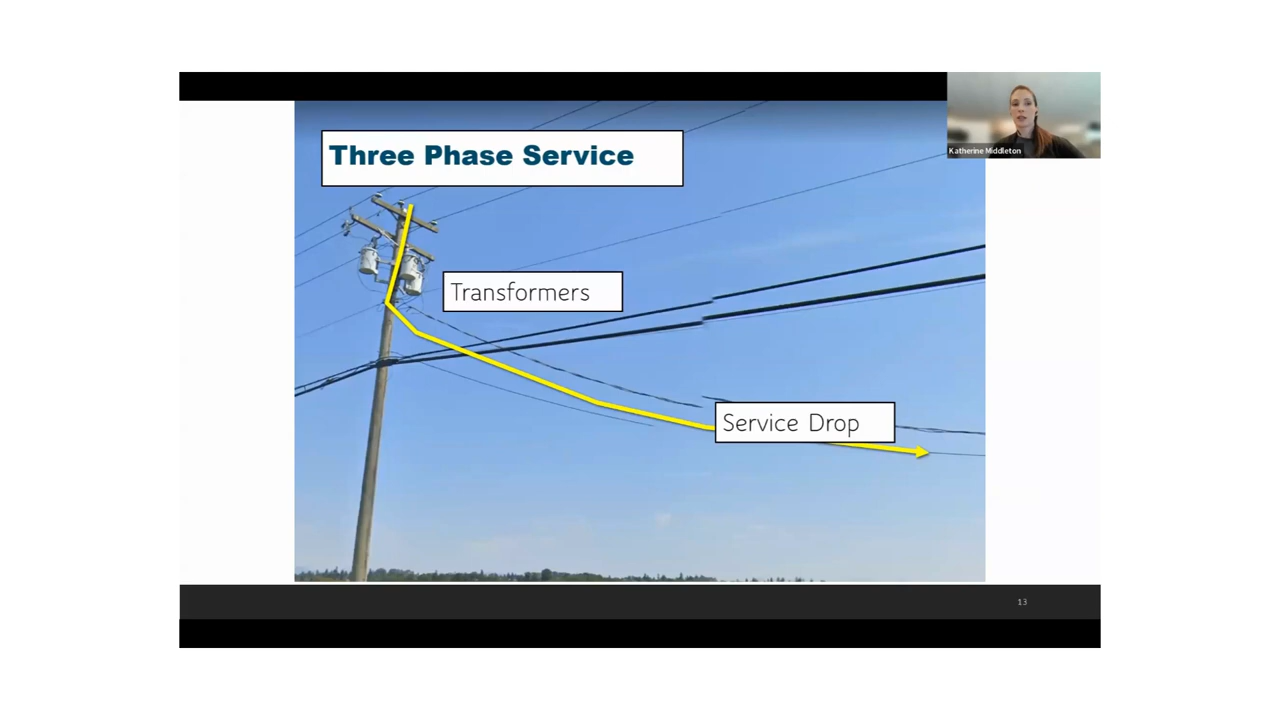 Three Phase Service
Katherine Middleton
Transformers
Service Drop
13